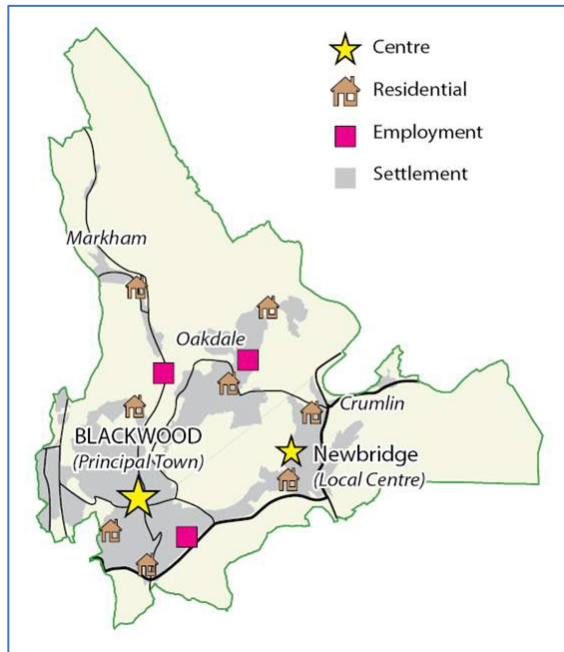 Centre
Residential
Employment
Settlement
Markham
Oakdale
Crumlin
BLACKWOOD
(Principal Town)
Newbridge
(Local Centre)